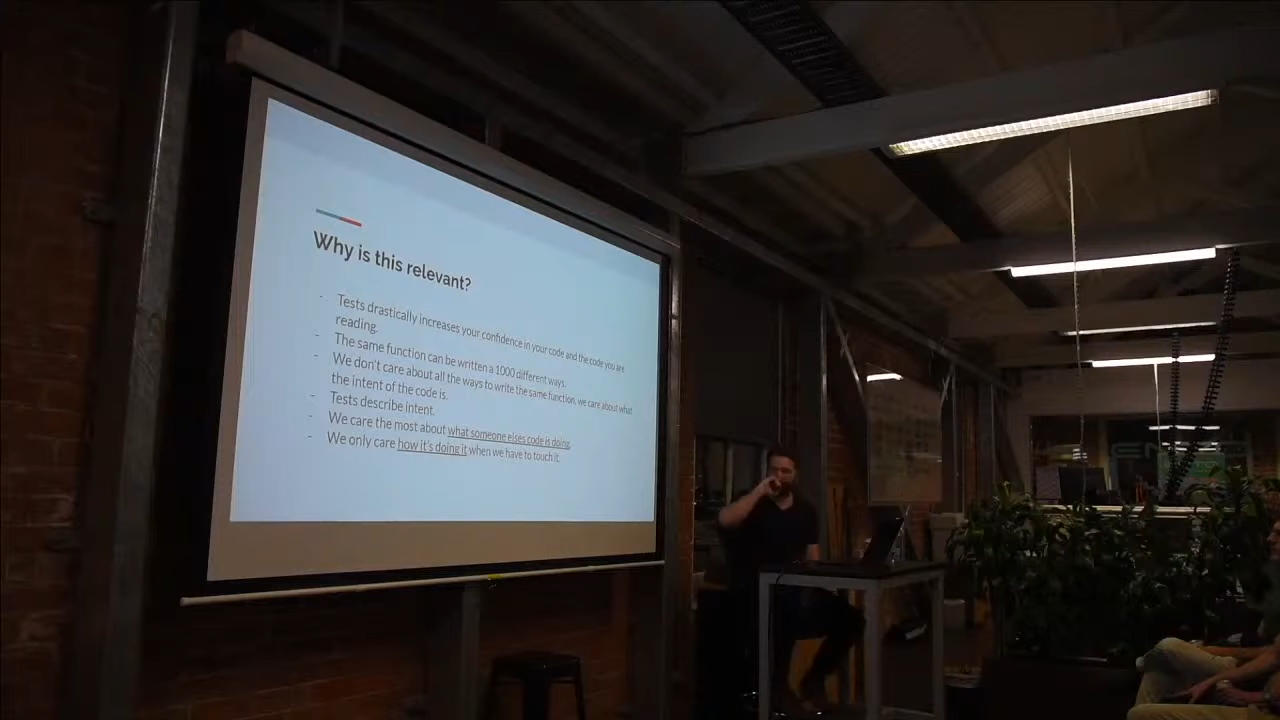 Why is this relevant?
- Tests drastically increases your confidence in your code and the code you are
reading.
- The same function can be written a 1000 different ways.
- We don't care about all the ways to write the same function, we care about what
the intent of the code is.
- Tests describe intent.
- We care the most about what someone elses code is doing.
- We only care how it's doing it when we have to touch it.